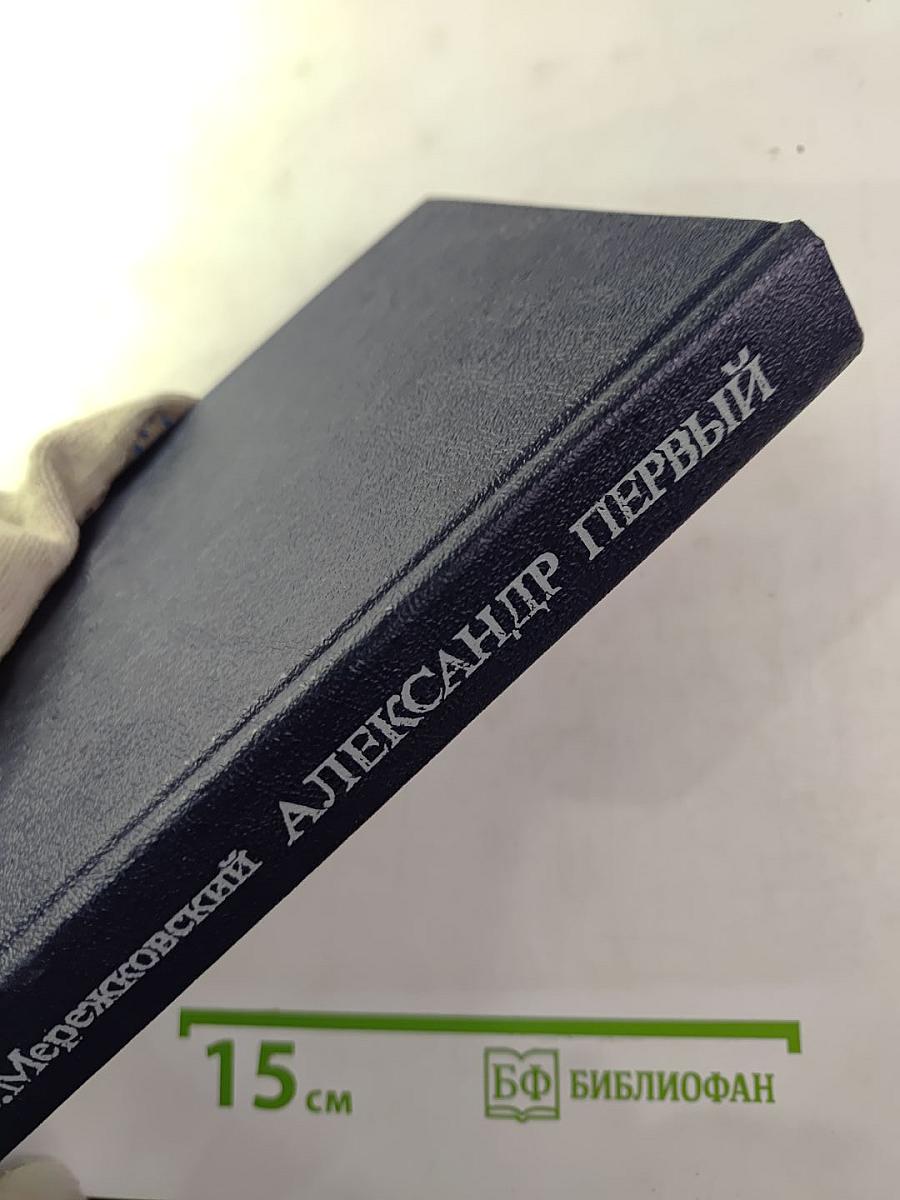 .Мережковский АЛЕКСАНДР ПЕРВЫЙ
15 см
БФ БИБЛИОФАН